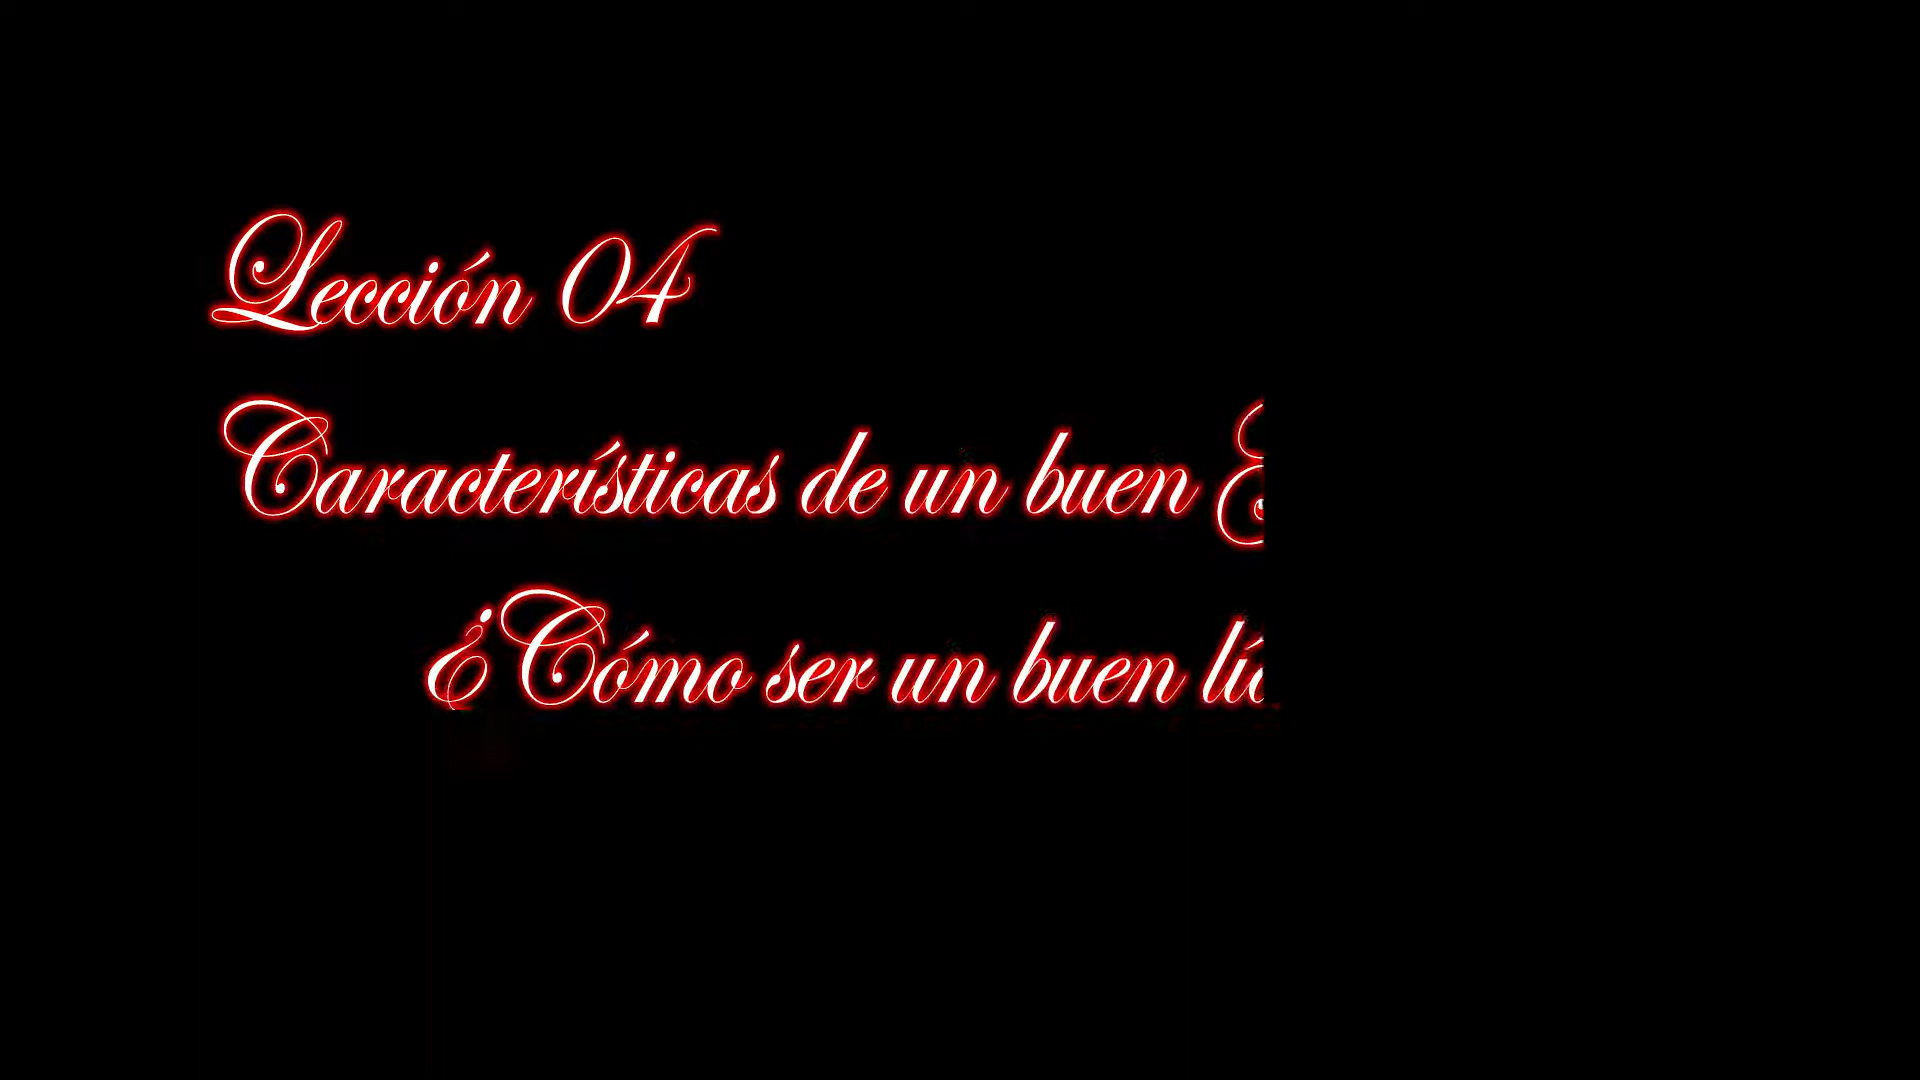 Lección 04
Características de un buen
¿Cómo ser un buen